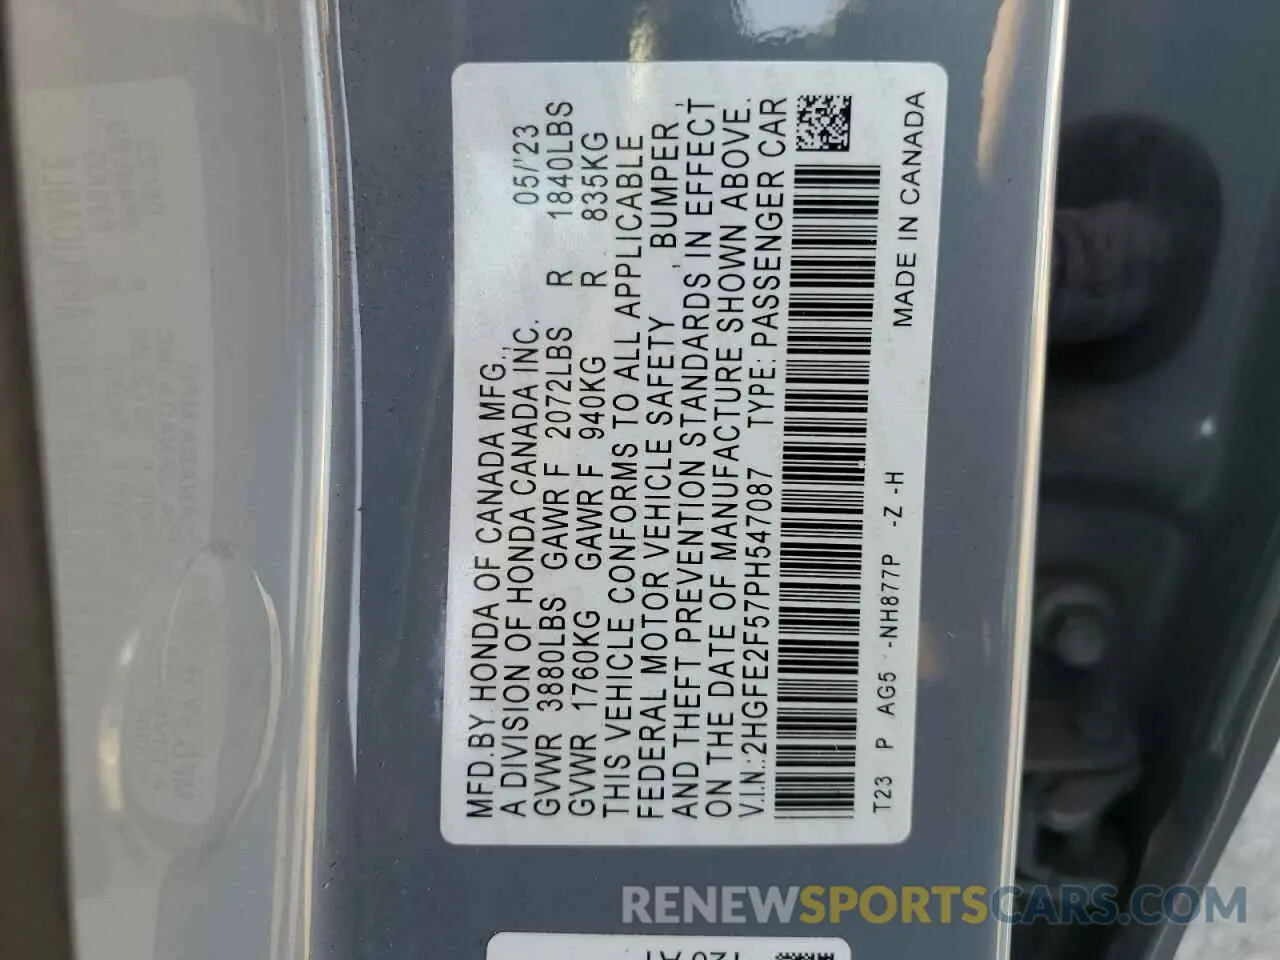 MFD.BY HONDA OF CANADA MFG.,
A DIVISION OF HONDA CANADA INC. 05/'23
GVWR 3880LBS GAWR F 2072LBS R 1840LBS
GVWR 1760KG GAWR F 940KG R 835KG
THIS VEHICLE CONFORMS TO ALL APPLICABLE
FEDERAL MOTOR VEHICLE SAFETY, BUMPER,
AND THEFT PREVENTION STANDARDS IN EFFECT
ON THE DATE OF MANUFACTURE SHOWN ABOVE.
V.I.N.:2HGFE2F57PH547087 TYPE: PASSENGER CAR
T23 P AG5 -NH877P -Z -H
MADE IN CANADA
RENEWSPORTSCARS.COM